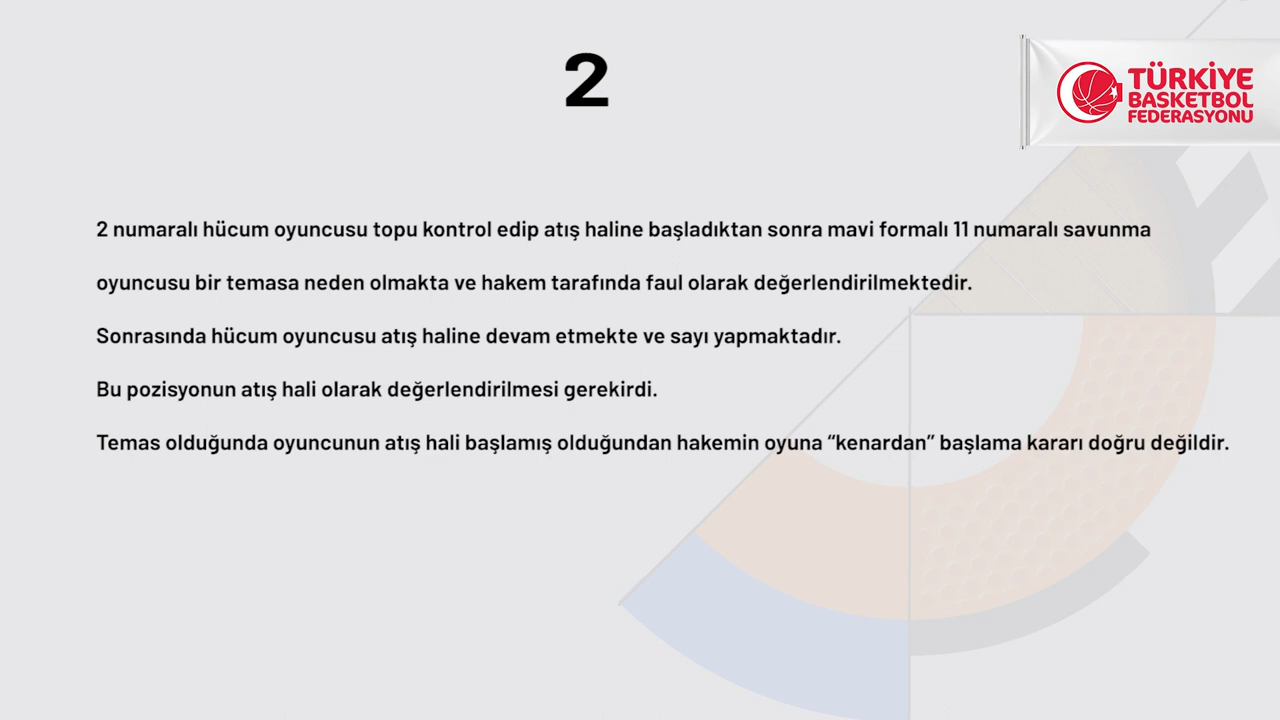 2
TÜRKİYE
BASKETBOL
FEDERASYONU
2 numaralı hücum oyuncusu topu kontrol edip atış haline başladıktan sonra mavi formalı 11 numaralı savunma
oyuncusu bir temasa neden olmakta ve hakem tarafında faul olarak değerlendirilmektedir.
Sonrasında hücum oyuncusu atış haline devam etmekte ve sayı yapmaktadır.
Bu pozisyonun atış hali olarak değerlendirilmesi gerekirdi.
Temas olduğunda oyuncunun atış hali başlamış olduğundan hakemin oyuna “kenardan” başlama kararı doğru değildir.